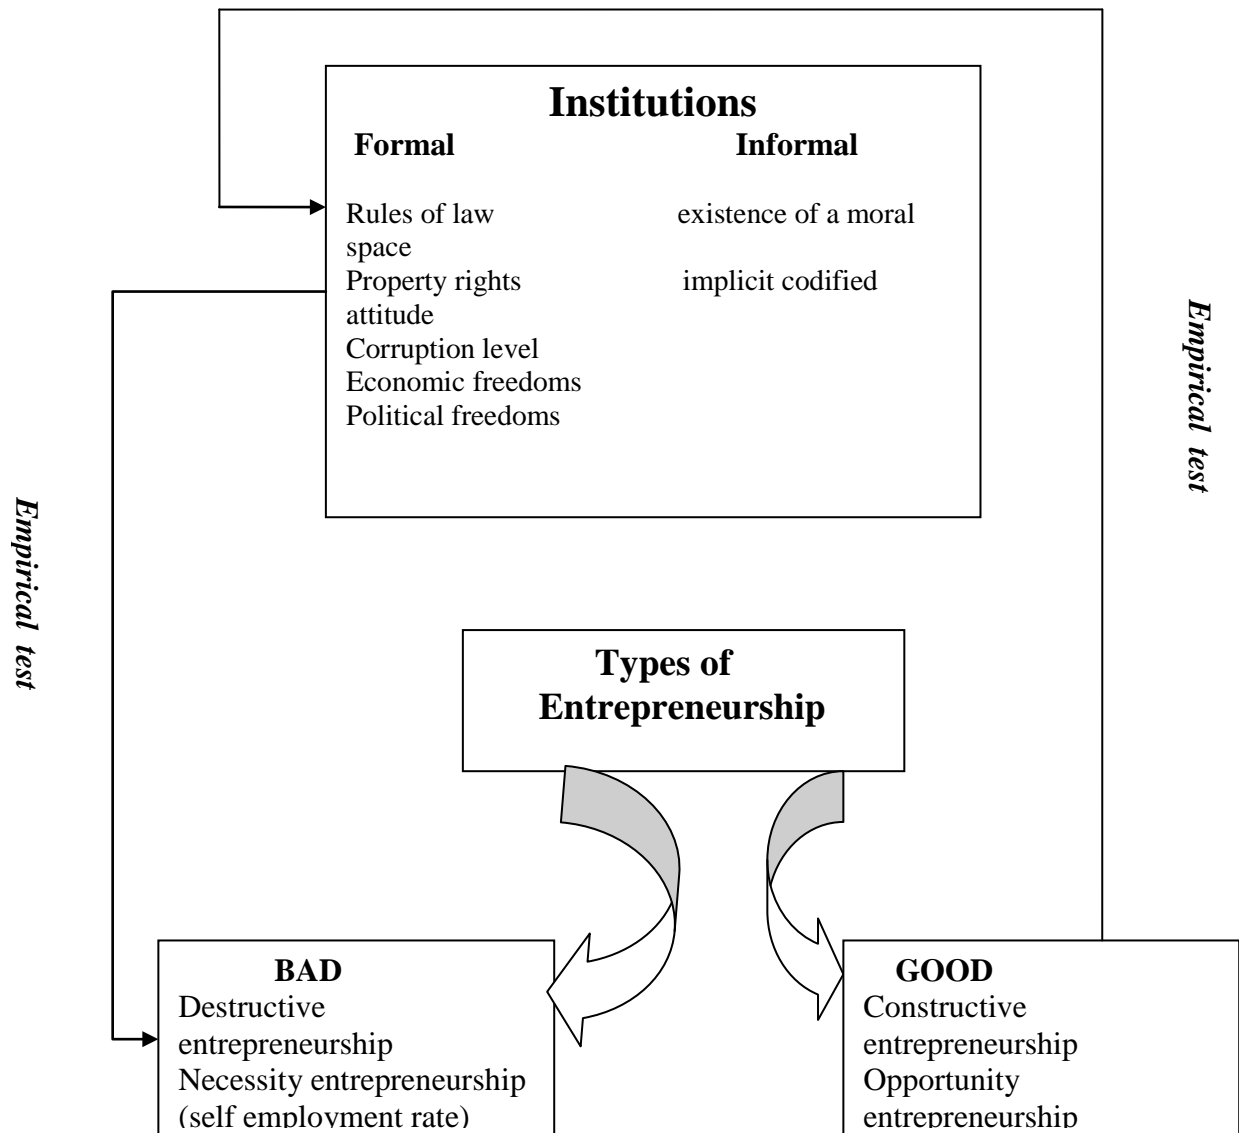 Institutions
Formal Informal
Rules of law existence of a moral
space
Property rights implicit codified
attitude
Corruption level
Economic freedoms
Political freedoms
Empirical test
Empirical test
Types of
Entrepreneurship
BAD
Destructive
entrepreneurship
Necessity entrepreneurship
(self employment rate)
GOOD
Constructive
entrepreneurship
Opportunity
entrepreneurship